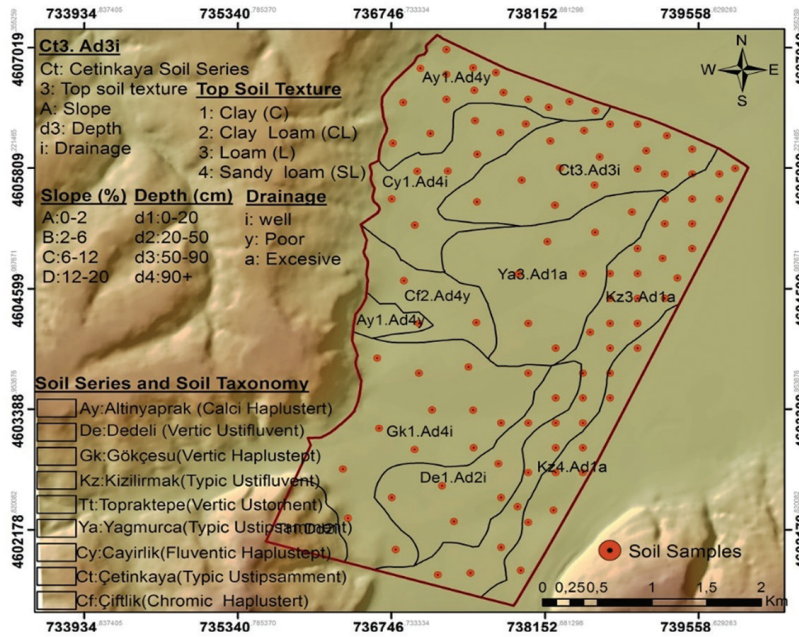 733934 735340 736746 738152 739558
4607019
4605809
4604599
4603388
4602178
Ct3. Ad3i
Ct: Cetinkaya Soil Series
3: Top soil texture
A: Slope
d3: Depth
i: Drainage
Top Soil Texture
1: Clay (C)
2: Clay Loam (CL)
3: Loam (L)
4: Sandy loam (SL)
Slope (%) Depth (cm) Drainage
A:0-2 d1:0-20 i: well
B:2-6 d2:20-50 y: Poor
C:6-12 d3:50-90 a: Excesive
D:12-20 d4:90+
N
W E
S
Ay1.Ad4y
Cy1.Ad4i
Ct3.Ad3i
Ya3.Ad1a
Cf2.Ad4y
Kz3.Ad1a
Ay1.Ad4y
Gk1.Ad4i
De1.Ad2i
Kz4.Ad1a
Soil Series and Soil Taxonomy
Ay:Altinyaprak (Calci Haplustert)
De:Dedeli (Vertic Ustifluvent)
Gk:Gökçesu(Vertic Haplustept)
Kz:Kizilirmak(Typic Ustifluvent)
Tt:Topraktepe(Vertic Ustorhent)
Ya:Yagmurca(Typic Ustipsamment)
Cy:Cayirlik(Fluventic Haplustept)
Ct:Çetinkaya(Typic Ustipsamment)
Cf:Çiftlik(Chromic Haplustert)
Soil Samples
0 0,25 0,5 1 1,5 2
Km
733934 735340 736746 738152 739558